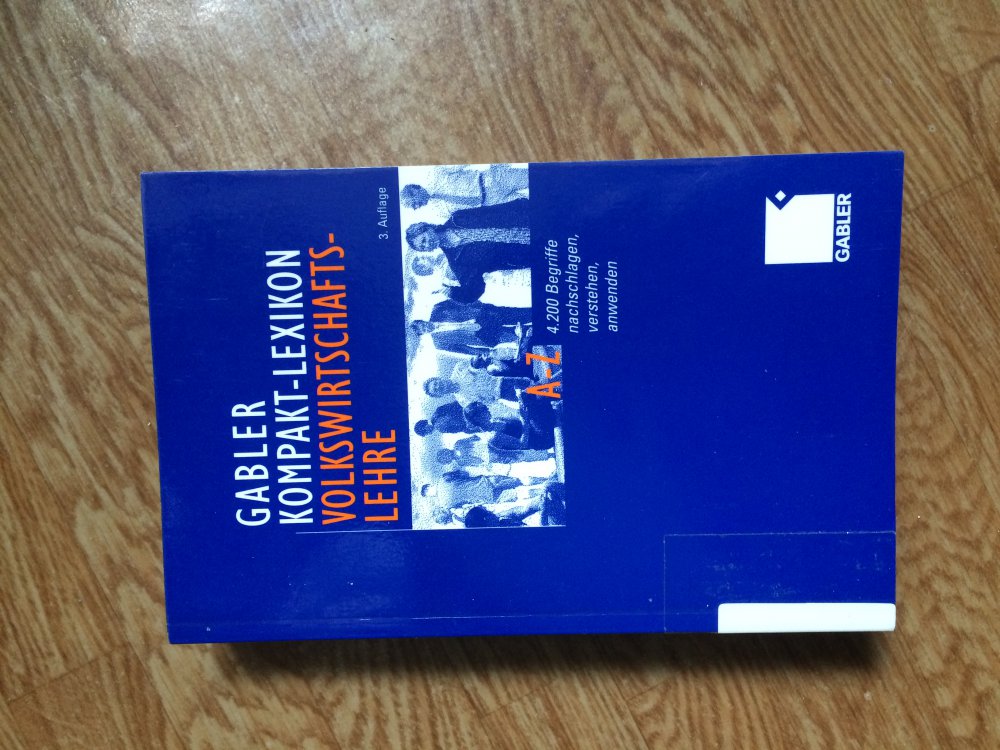 GABLER
KOMPAKT-LEXIKON
VOLKSWIRTSCHAFTS-
LEHRE
3. Auflage
A-Z
4.200 Begriffe
nachschlagen,
verstehen,
anwenden
GABLER